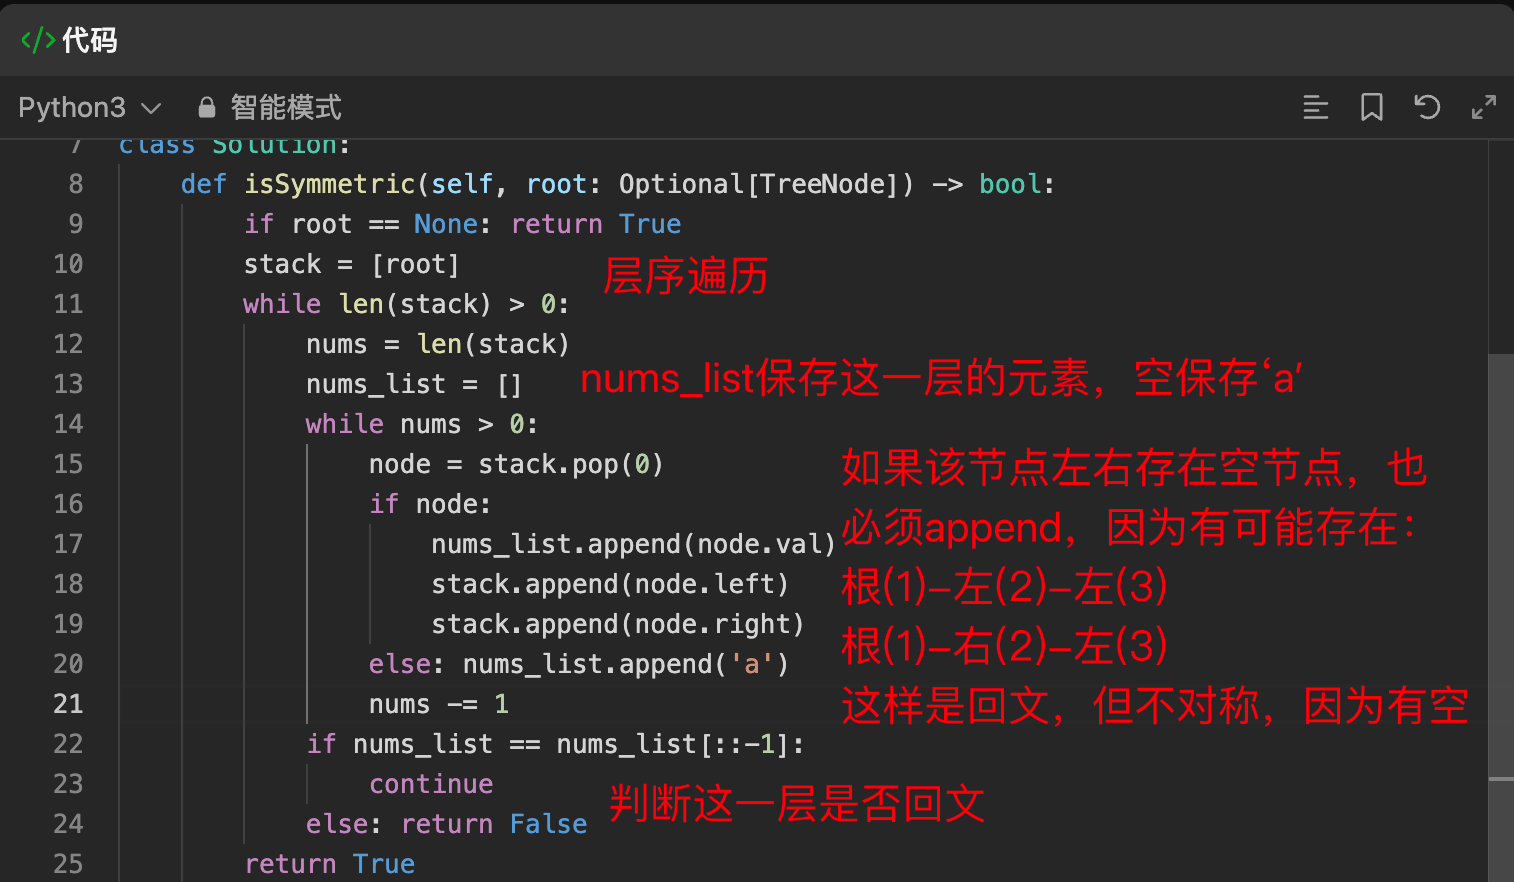 </> 代码
Python3 智能模式
7 class Solution:
8 def isSymmetric(self, root: Optional[TreeNode]) -> bool:
9 if root == None: return True
10 stack = [root]
层序遍历
11 while len(stack) > 0:
12 nums = len(stack)
13 nums_list = []
nums_list保存这一层的元素，空保存‘a’
14 while nums > 0:
15 node = stack.pop(0)
如果该节点左右存在空节点，也
16 if node:
17 nums_list.append(node.val)
必须append，因为有可能存在：
18 stack.append(node.left)
根(1)-左(2)-左(3)
19 stack.append(node.right)
根(1)-右(2)-左(3)
20 else: nums_list.append('a')
21 nums -= 1
这样是回文，但不对称，因为有空
22 if nums_list == nums_list[::-1]:
23 continue
判断这一层是否回文
24 else: return False
25 return True